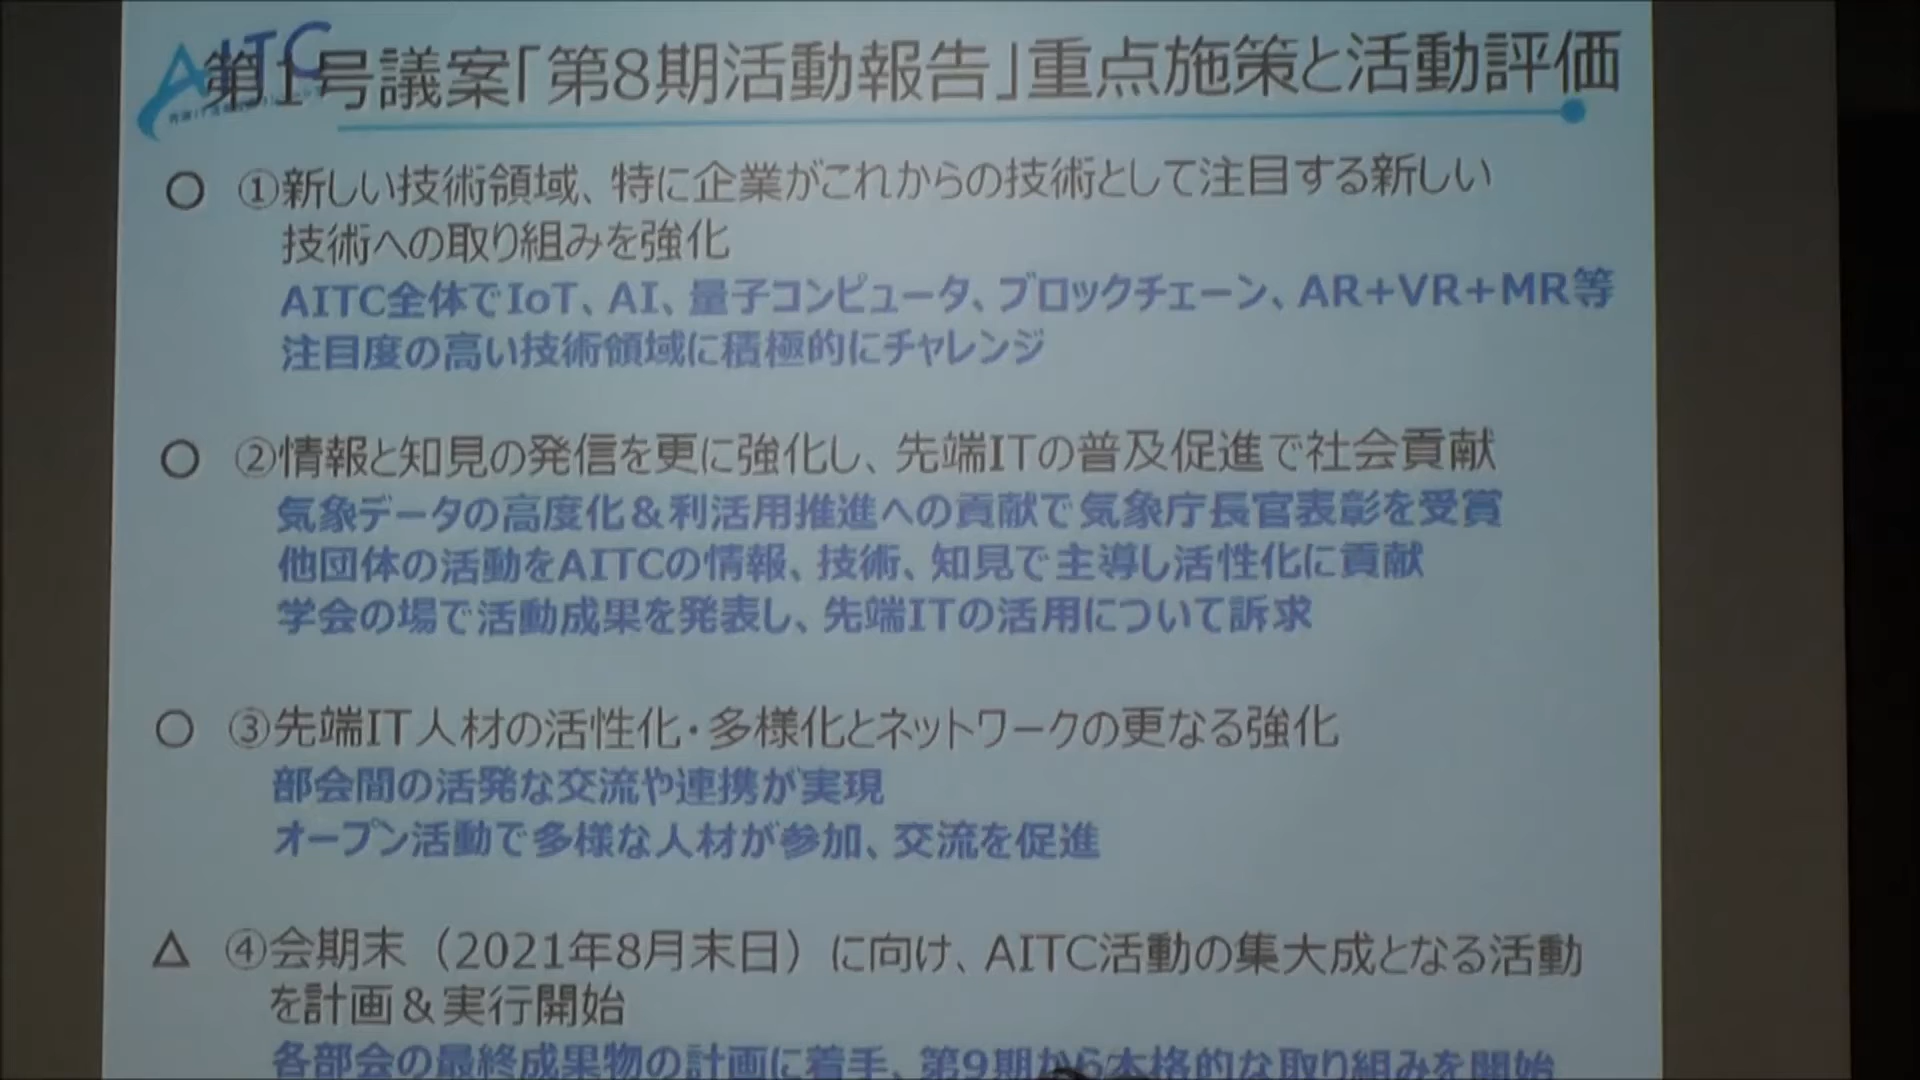 AITC
第1号議案「第8期活動報告」重点施策と活動評価
○ ①新しい技術領域、特に企業がこれからの技術として注目する新しい
技術への取り組みを強化
AITC全体でIoT、AI、量子コンピュータ、ブロックチェーン、AR+VR+MR等
注目度の高い技術領域に積極的にチャレンジ
○ ②情報と知見の発信を更に強化し、先端ITの普及促進で社会貢献
気象データの高度化&利活用推進への貢献で気象庁長官表彰を受賞
他団体の活動をAITCの情報、技術、知見で主導し活性化に貢献
学会の場で活動成果を発表し、先端ITの活用について訴求
○ ③先端IT人材の活性化・多様化とネットワークの更なる強化
部会間の活発な交流や連携が実現
オープン活動で多様な人材が参加、交流を促進
△ ④会期末（2021年8月末日）に向け、AITC活動の集大成となる活動
を計画&実行開始
各部会の最終成果物の計画に着手、第9期から本格的な取り組みを開始